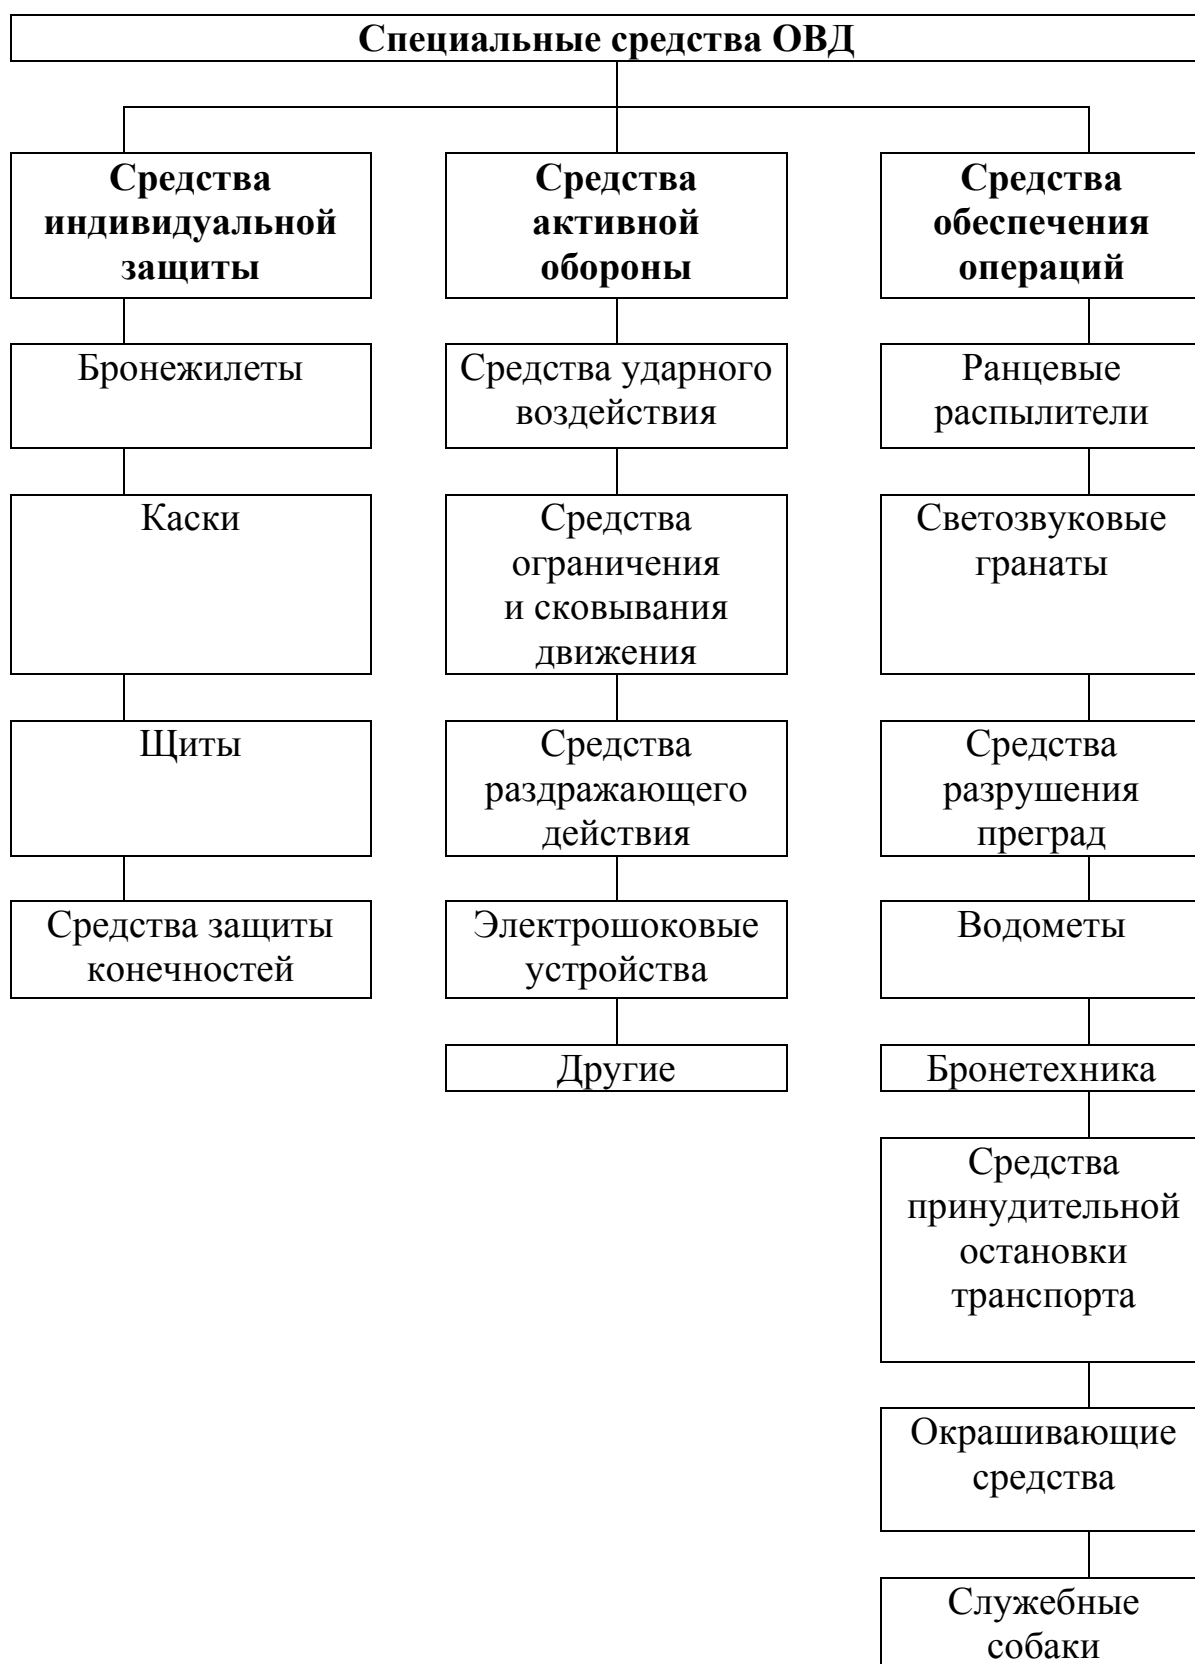 Специальные средства ОВД
Средства
индивидуальной
защиты
Бронежилеты
Каски
Щиты
Средства защиты
конечностей
Средства
активной
обороны
Средства ударного
воздействия
Средства
ограничения
и сковывания
движения
Средства
раздражающего
действия
Электрошоковые
устройства
Другие
Средства
обеспечения
операций
Ранцевые
распылители
Светозвуковые
гранаты
Средства
разрушения
преград
Водометы
Бронетехника
Средства
принудительной
остановки
транспорта
Окрашивающие
средства
Служебные
собаки